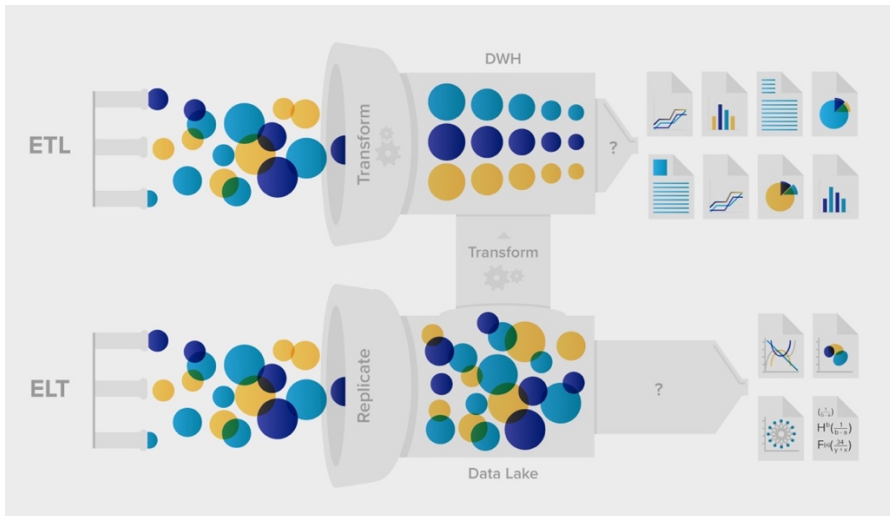 DWH
ETL
Transform
?
Transform
ELT
Replicate
?
Data Lake